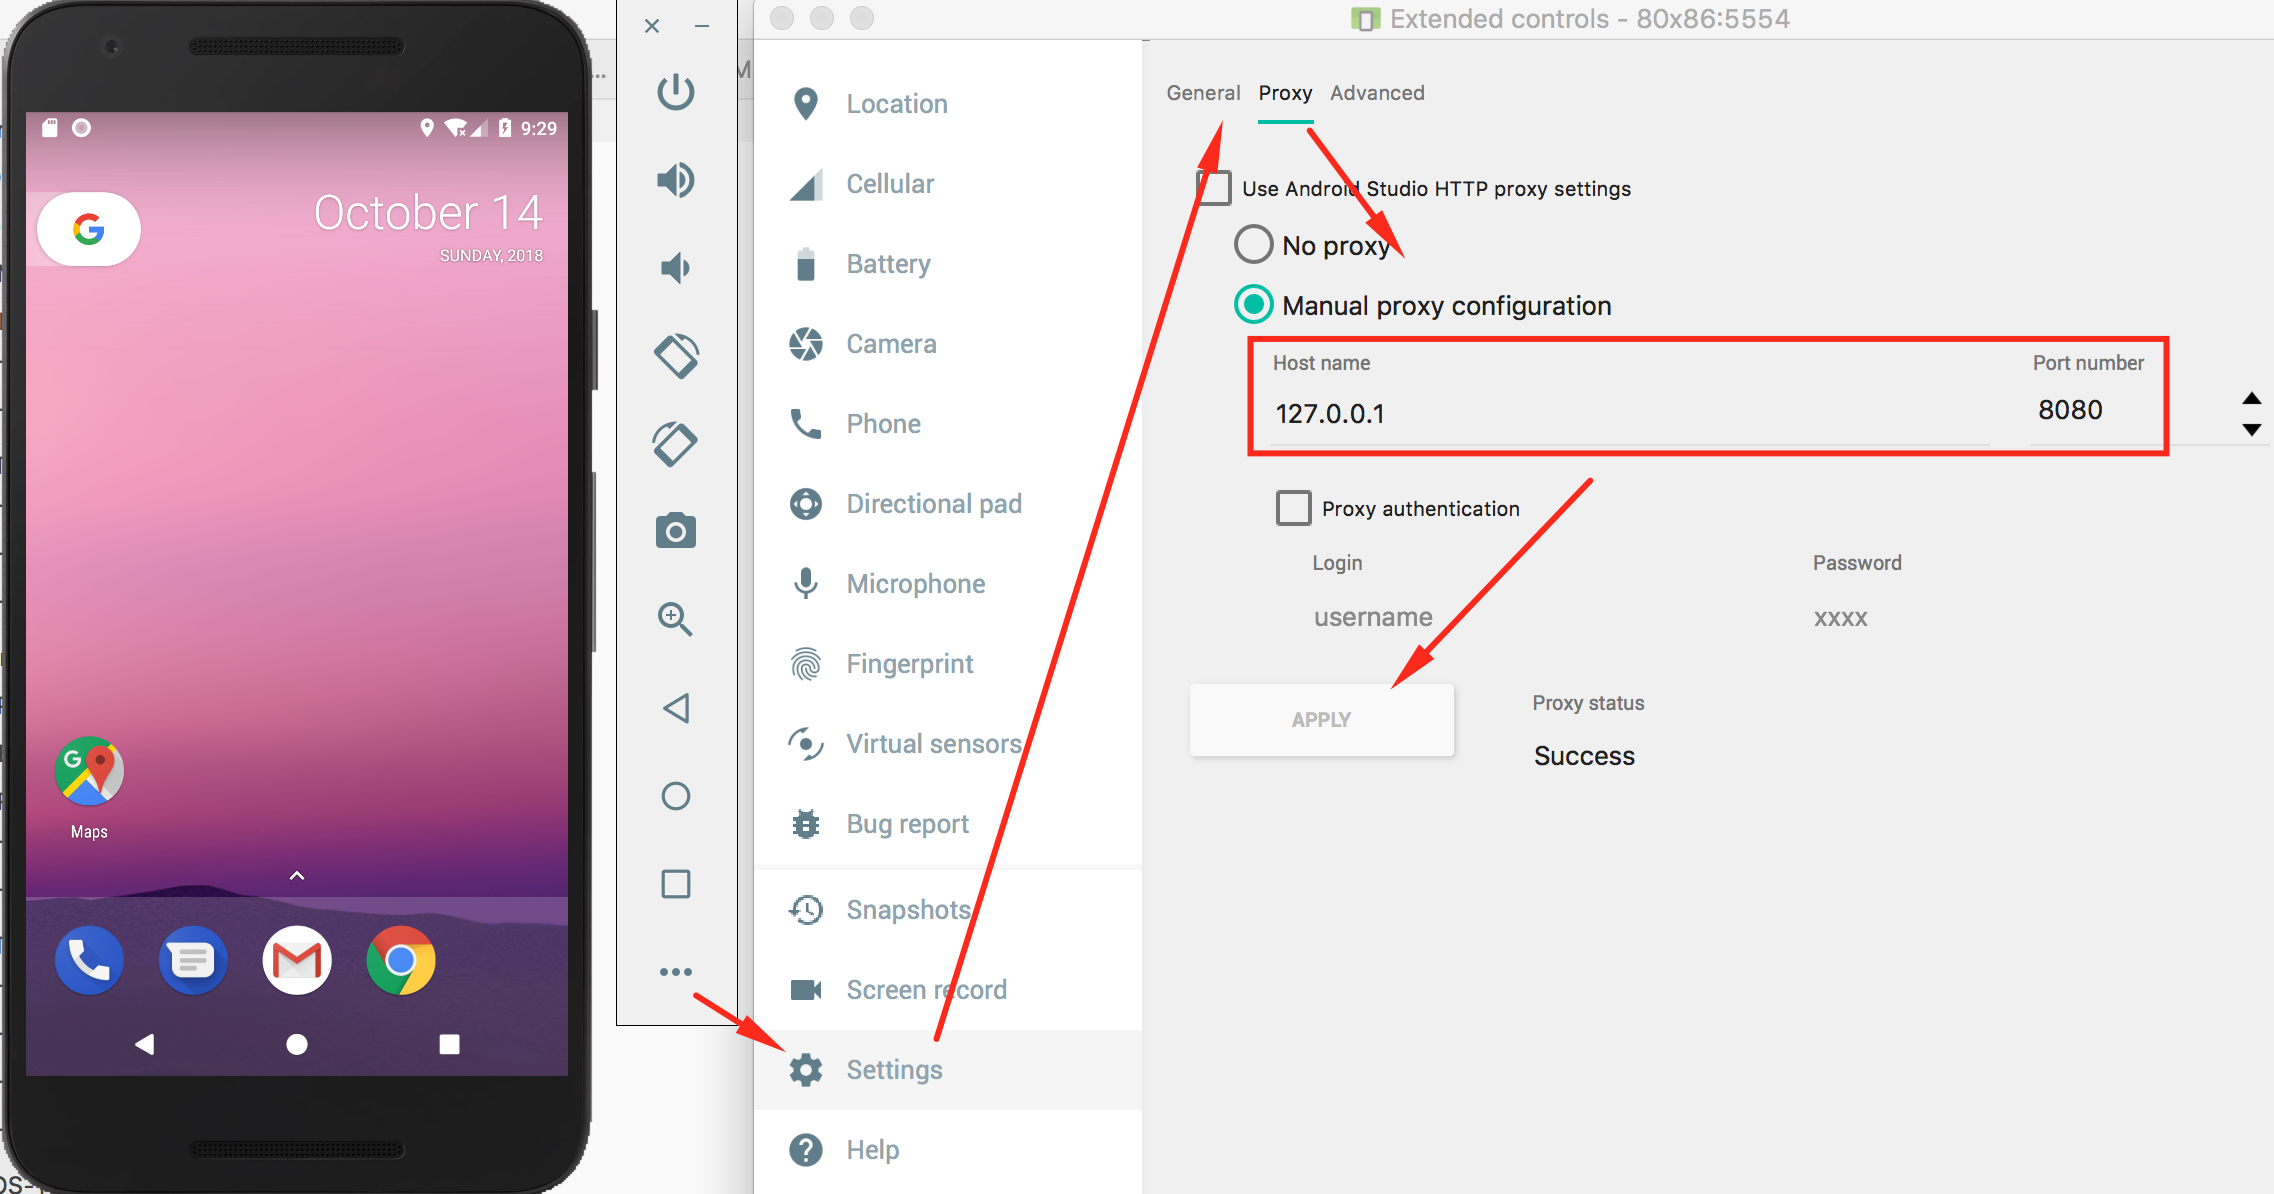 9:29
October 14
SUNDAY, 2018
G
Maps
Extended controls - 80x86:5554
Location
Cellular
Battery
Camera
Phone
Directional pad
Microphone
Fingerprint
Virtual sensors
Bug report
Snapshots
Screen record
Settings
Help
General Proxy Advanced
Use Android Studio HTTP proxy settings
No proxy
Manual proxy configuration
Host name Port number
127.0.0.1 8080
Proxy authentication
Login Password
username xxxx
APPLY
Proxy status
Success